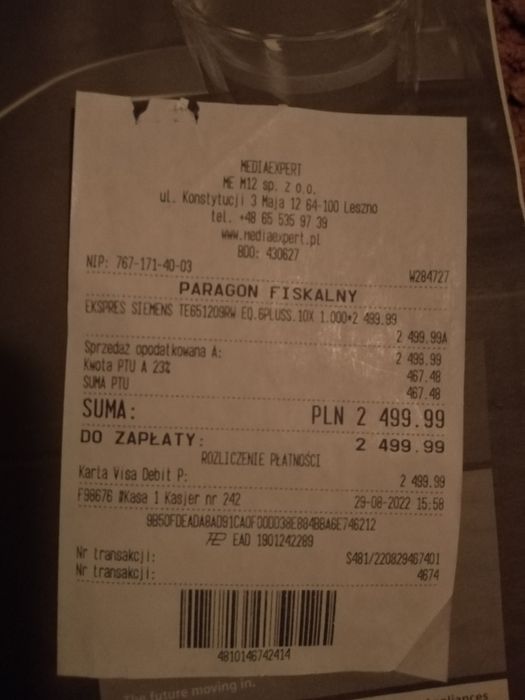 MEDIAEXPERT
ME M12 sp. z o.o.
ul. Konstytucji 3 Maja 12 64-100 Leszno
tel. +48 65 535 97 39
www.mediaexpert.pl
BDO: 430627
NIP: 767-171-40-03 W284727
PARAGON FISKALNY
EKSPRES SIEMENS TE651209RW EQ.6PLUSS.10X 1.000*2 499.99
2 499.99A
Sprzedaż opodatkowana A: 2 499.99
Kwota PTU A 23% 467.48
SUMA PTU 467.48
SUMA: PLN 2 499.99
DO ZAPŁATY: 2 499.99
ROZLICZENIE PŁATNOŚCI
Karta Visa Debit P: 2 499.99
F98676 #Kasa 1 Kasjer nr 242 29-08-2022 15:58
EAD 1901242289
Nr transakcji: S481/220829467401
Nr transakcji: 4674
4810146742414
The future moving in.